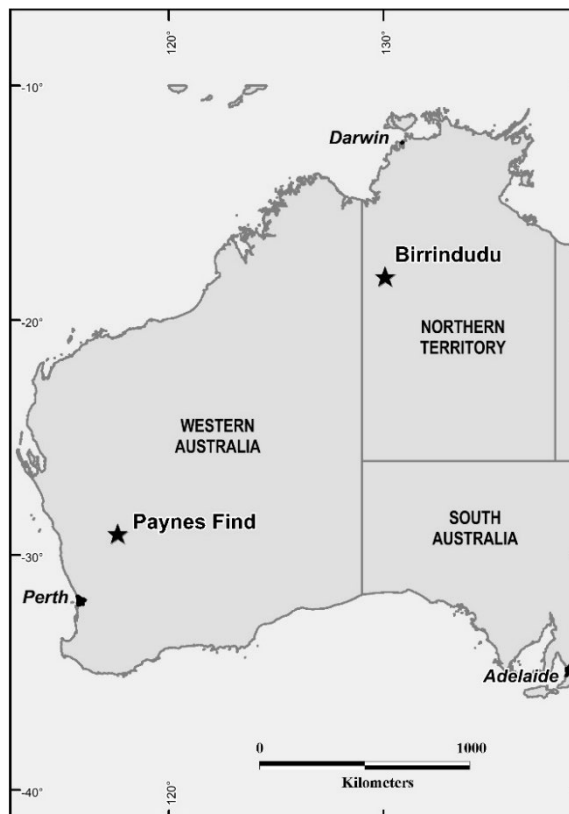 120°
130°
-10°
Darwin
Birrindudu
-20°
NORTHERN
TERRITORY
WESTERN
AUSTRALIA
Paynes Find
SOUTH
AUSTRALIA
-30°
Perth
Adelaide
0
1000
Kilometers
-40°
120°